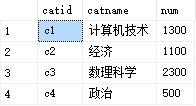 catid catname num
1 c1 计算机技术 1300
2 c2 经济 1100
3 c3 数理科学 2300
4 c4 政治 500